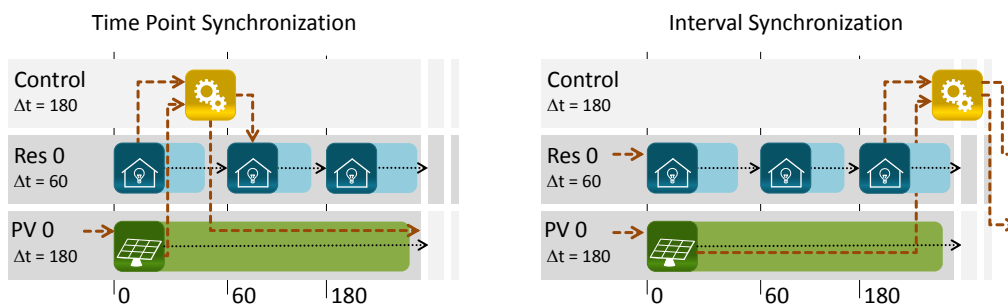 Time Point Synchronization
Control
Δt = 180
Res 0
Δt = 60
PV 0
Δt = 180
0 60 180
Interval Synchronization
Control
Δt = 180
Res 0
Δt = 60
PV 0
Δt = 180
0 60 180